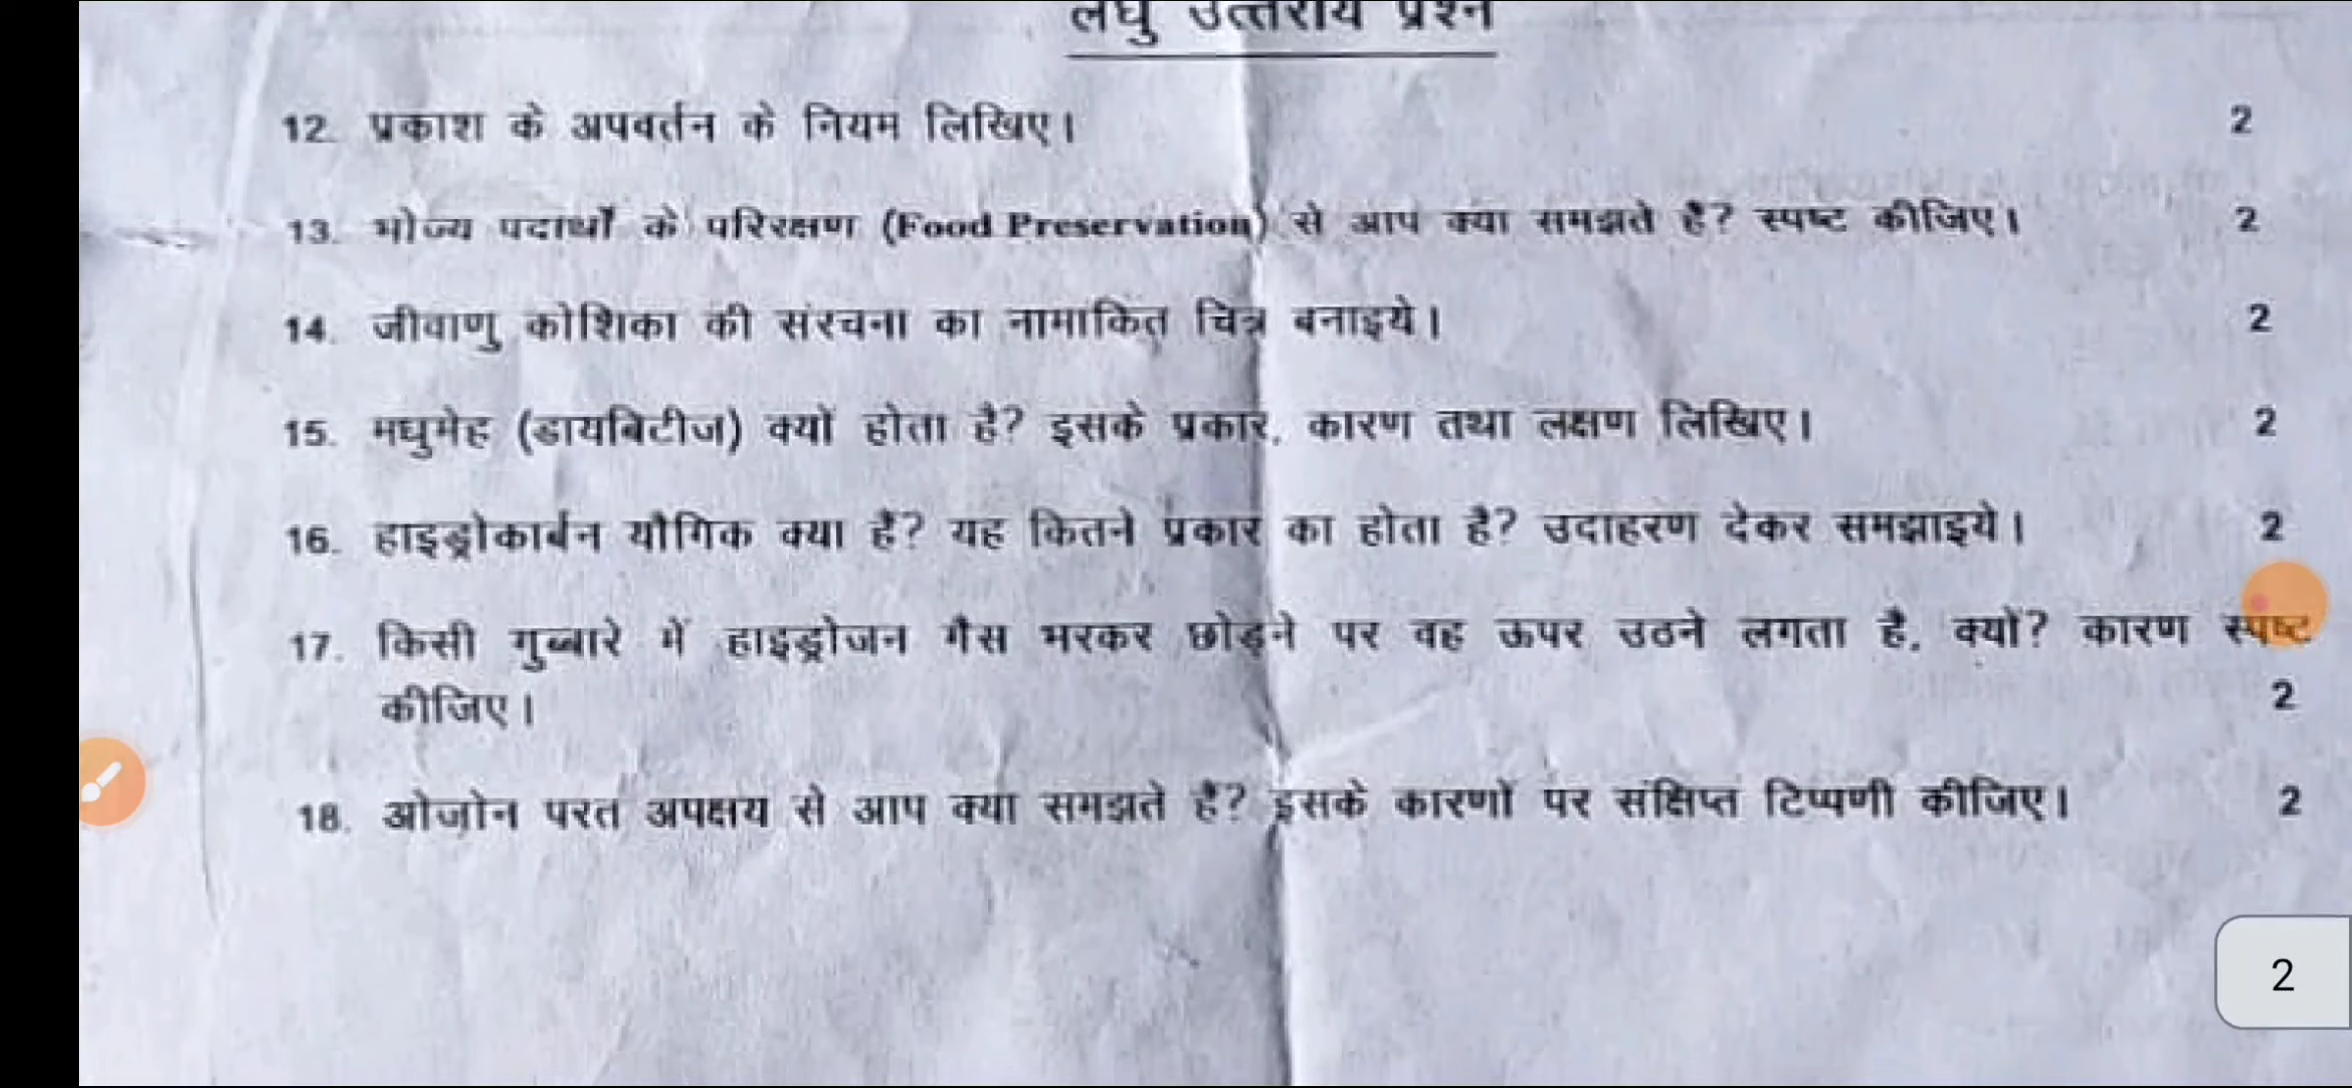 लघु उत्तरीय प्रश्न
12. प्रकाश के अपवर्तन के नियम लिखिए। 2
13. भोज्य पदार्थों के परिरक्षण (Food Preservation) से आप क्या समझते हैं? स्पष्ट कीजिए। 2
14. जीवाणु कोशिका की संरचना का नामांकित चित्र बनाइये। 2
15. मधुमेह (डायबिटीज) क्यों होता है? इसके प्रकार, कारण तथा लक्षण लिखिए। 2
16. हाइड्रोकार्बन यौगिक क्या हैं? यह कितने प्रकार का होता है? उदाहरण देकर समझाइये। 2
17. किसी गुब्बारे में हाइड्रोजन गैस भरकर छोड़ने पर वह ऊपर उठने लगता है, क्यों? कारण स्पष्ट
कीजिए। 2
18. ओजोन परत अपक्षय से आप क्या समझते हैं? इसके कारणों पर संक्षिप्त टिप्पणी कीजिए। 2
2